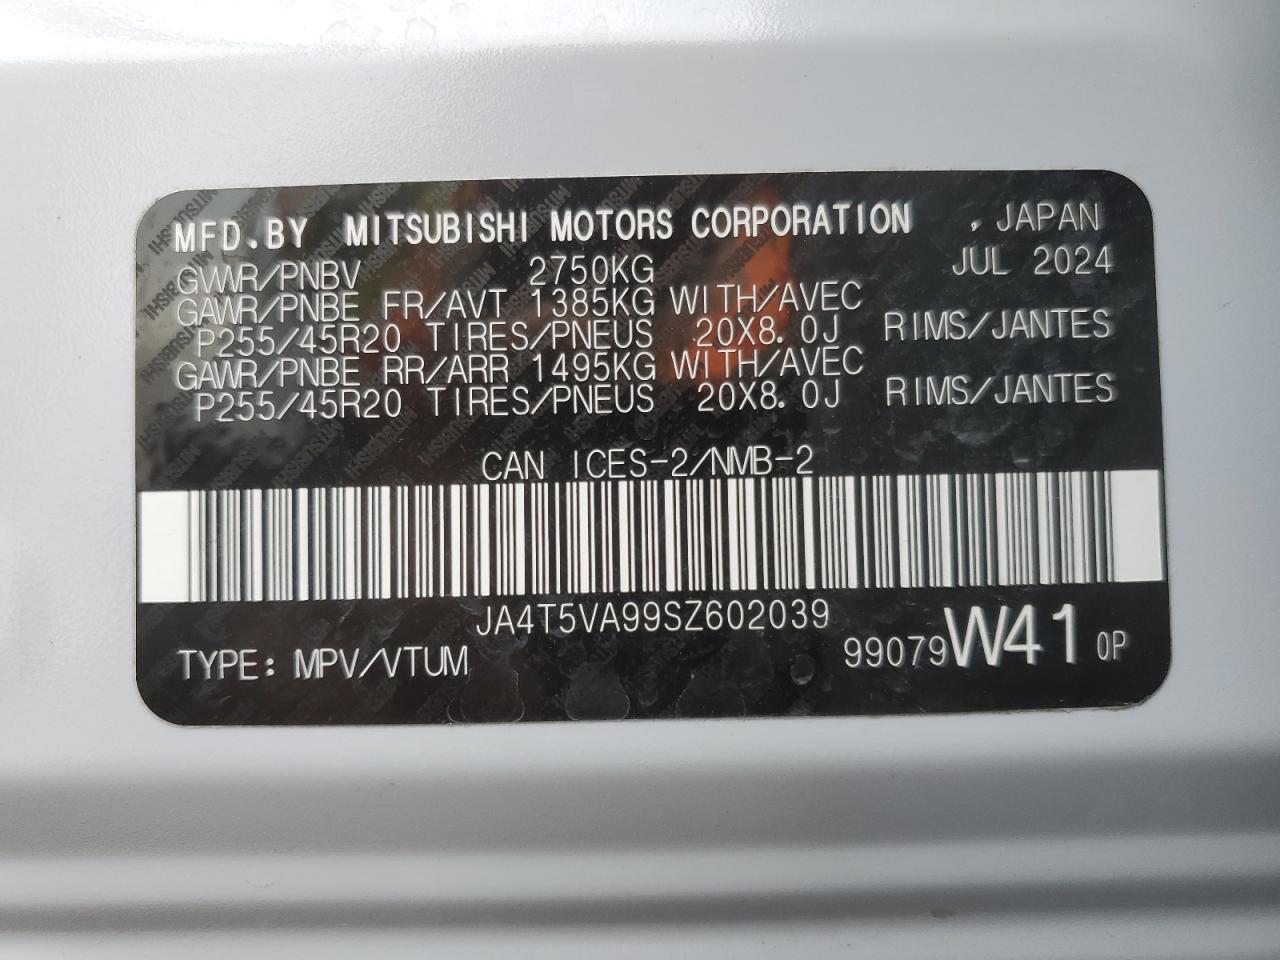 MFD.BY MITSUBISHI MOTORS CORPORATION , JAPAN
GWWR/PNBV 2750KG JUL 2024
GAWR/PNBE FR/AVT 1385KG WITH/AVEC
P255/45R20 TIRES/PNEUS 20X8.0J RIMS/JANTES
GAWR/PNBE RR/ARR 1495KG WITH/AVEC
P255/45R20 TIRES/PNEUS 20X8.0J RIMS/JANTES
CAN ICES-2/NMB-2
JA4T5VA99SZ602039
TYPE: MPV/VTUM 99079W41 0P